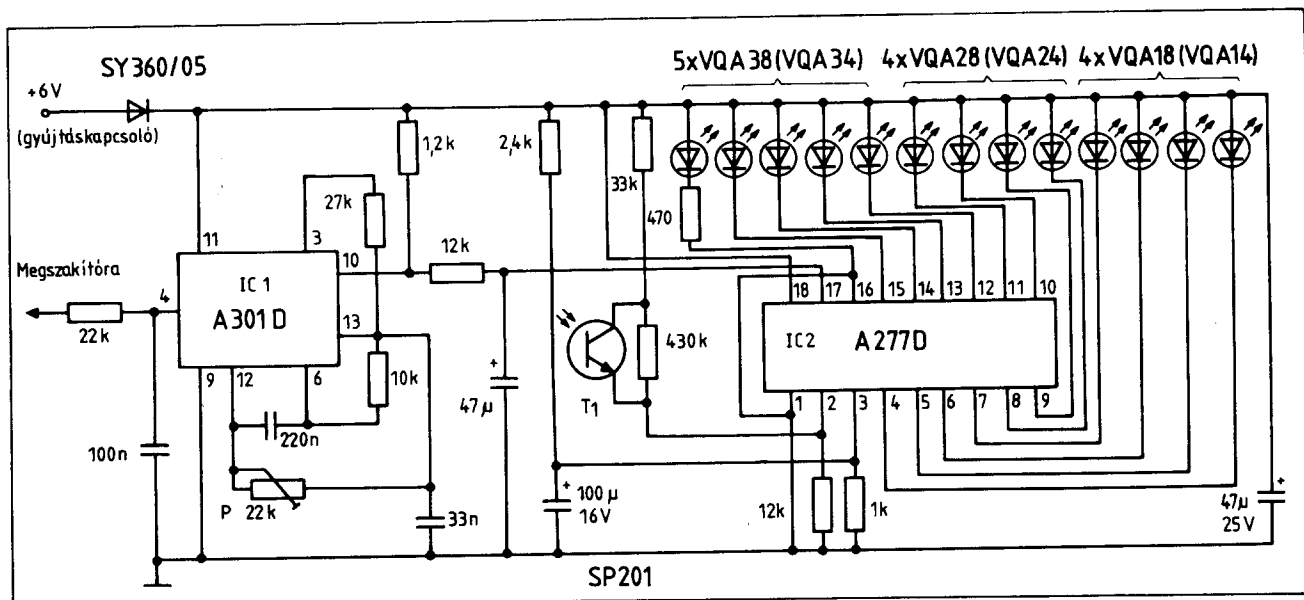 SY360/05
5xVQA38(VQA34) 4xVQA28(VQA24) 4xVQA18(VQA14)
+6V
(gyújtáskapcsoló)
1,2k
2,4k
33k
470
27k
11
3
10
12k
Megszakítóra
4
22k
IC 1
A301D
13
9
12
6
10k
100n
220n
P
22k
33n
+
47µ
+
100µ
16V
T1
430k
18
17
16
15
14
13
12
11
10
IC2
A277D
1
2
3
4
5
6
7
8
9
12k
1k
+
47µ
25V
SP201